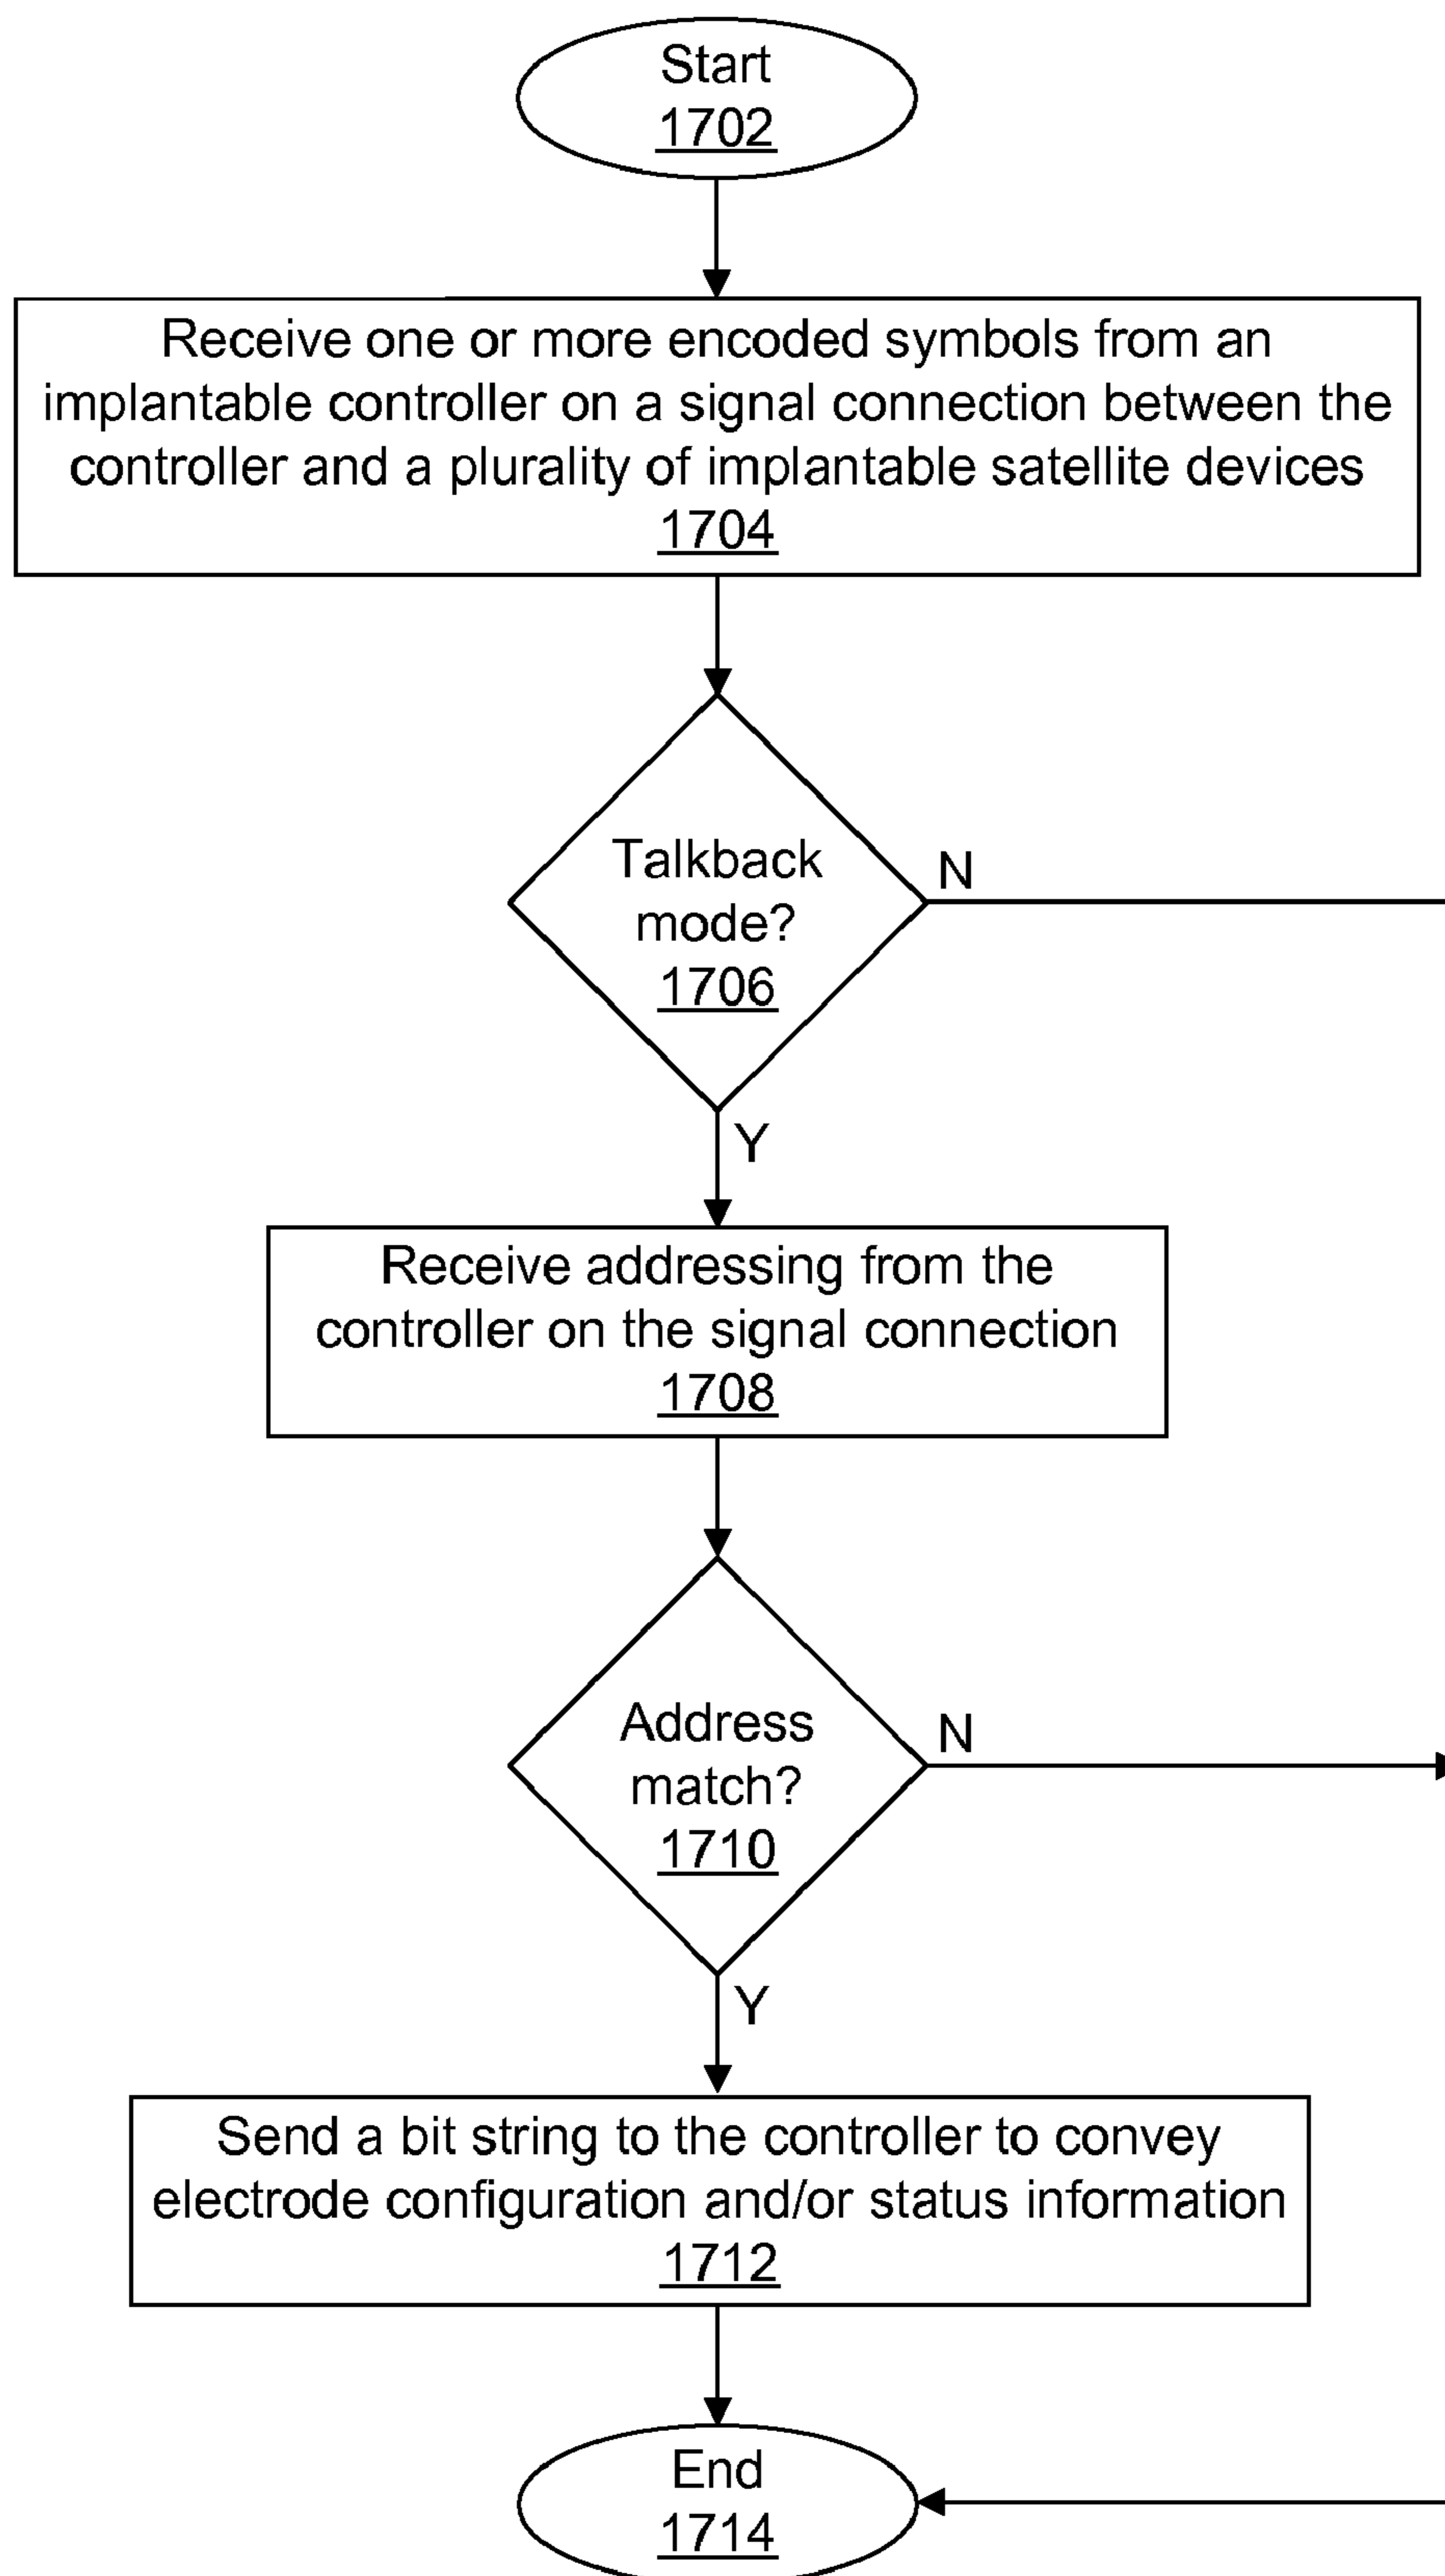 Start
1702
Receive one or more encoded symbols from an
implantable controller on a signal connection between the
controller and a plurality of implantable satellite devices
1704
Talkback
mode?
1706
N
Y
Receive addressing from the
controller on the signal connection
1708
Address
match?
1710
N
Y
Send a bit string to the controller to convey
electrode configuration and/or status information
1712
End
1714